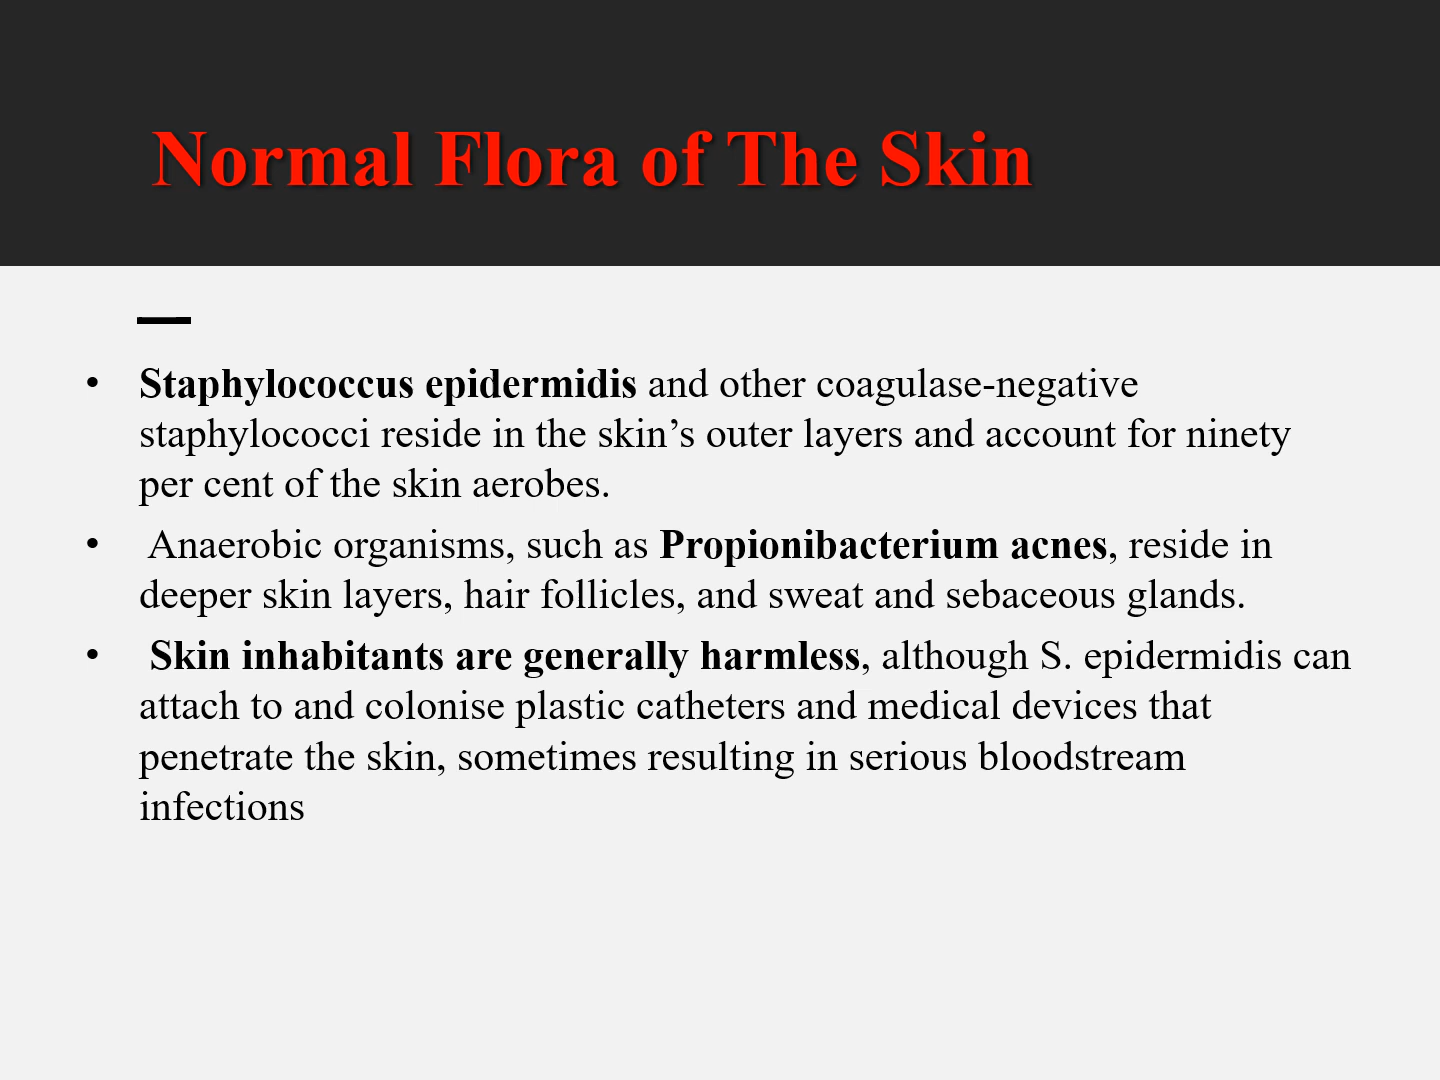 Normal Flora of The Skin
• Staphylococcus epidermidis and other coagulase-negative
staphylococci reside in the skin’s outer layers and account for ninety
per cent of the skin aerobes.
• Anaerobic organisms, such as Propionibacterium acnes, reside in
deeper skin layers, hair follicles, and sweat and sebaceous glands.
• Skin inhabitants are generally harmless, although S. epidermidis can
attach to and colonise plastic catheters and medical devices that
penetrate the skin, sometimes resulting in serious bloodstream
infections